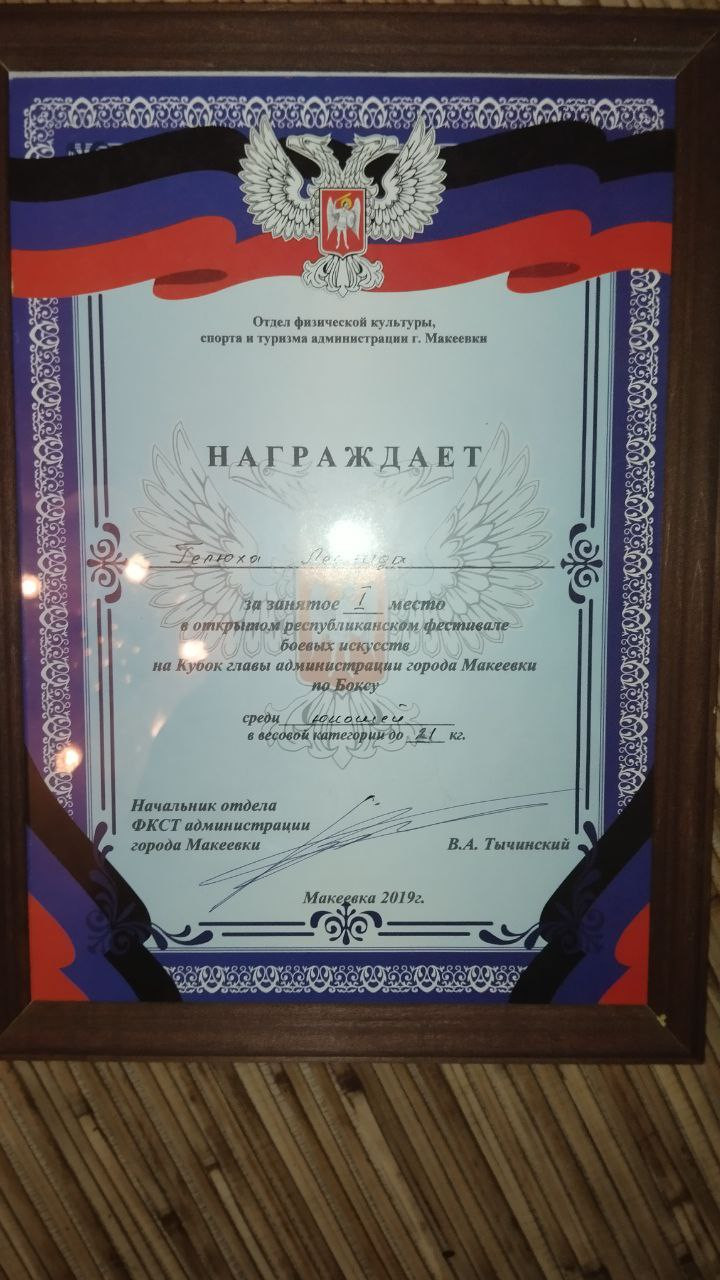 Отдел физической культуры,
спорта и туризма администрации г. Макеевки
НАГРАЖДАЕТ
Гелюха
за занятое I место
в открытом республиканском фестивале
боевых искусств
на Кубок главы администрации города Макеевки
по Боксу
среди юношей
в весовой категории до 21 кг.
Начальник отдела
ФКСТ администрации
города Макеевки
В.А. Тычинский
Макеевка 2019г.